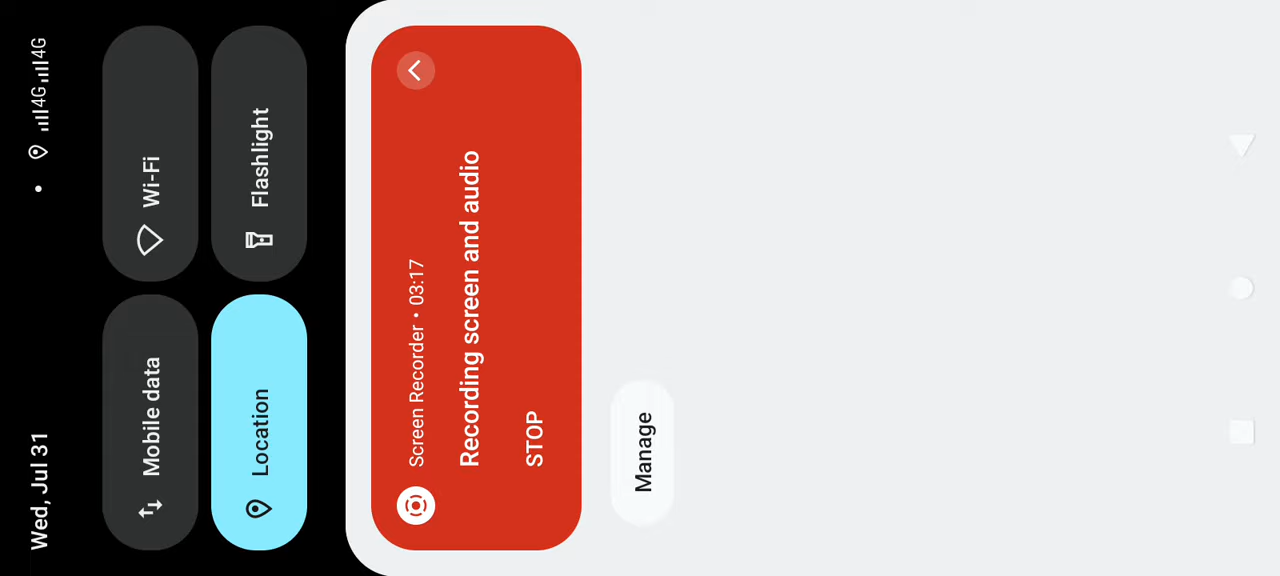 Wed, Jul 31
4G 4G
Mobile data
Wi-Fi
Location
Flashlight
Screen Recorder • 03:17
Recording screen and audio
STOP
Manage